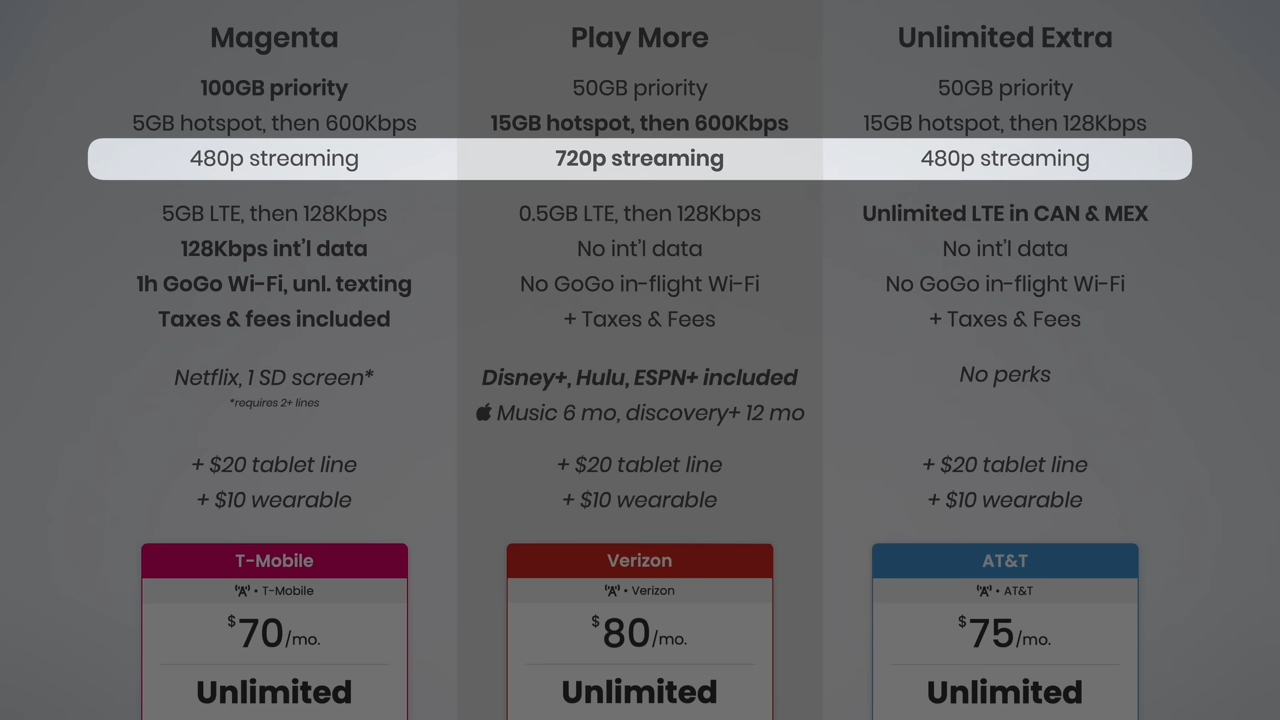 Magenta
100GB priority
5GB hotspot, then 600Kbps
480p streaming
5GB LTE, then 128Kbps
128Kbps int’l data
1h GoGo Wi-Fi, unl. texting
Taxes & fees included
Netflix, 1 SD screen*
*requires 2+ lines
+ $20 tablet line
+ $10 wearable
T-Mobile
• T-Mobile
$70/mo.
Unlimited
Play More
50GB priority
15GB hotspot, then 600Kbps
720p streaming
0.5GB LTE, then 128Kbps
No int’l data
No GoGo in-flight Wi-Fi
+ Taxes & Fees
Disney+, Hulu, ESPN+ included
Music 6 mo, discovery+ 12 mo
+ $20 tablet line
+ $10 wearable
Verizon
• Verizon
$80/mo.
Unlimited
Unlimited Extra
50GB priority
15GB hotspot, then 128Kbps
480p streaming
Unlimited LTE in CAN & MEX
No int’l data
No GoGo in-flight Wi-Fi
+ Taxes & Fees
No perks
+ $20 tablet line
+ $10 wearable
AT&T
• AT&T
$75/mo.
Unlimited